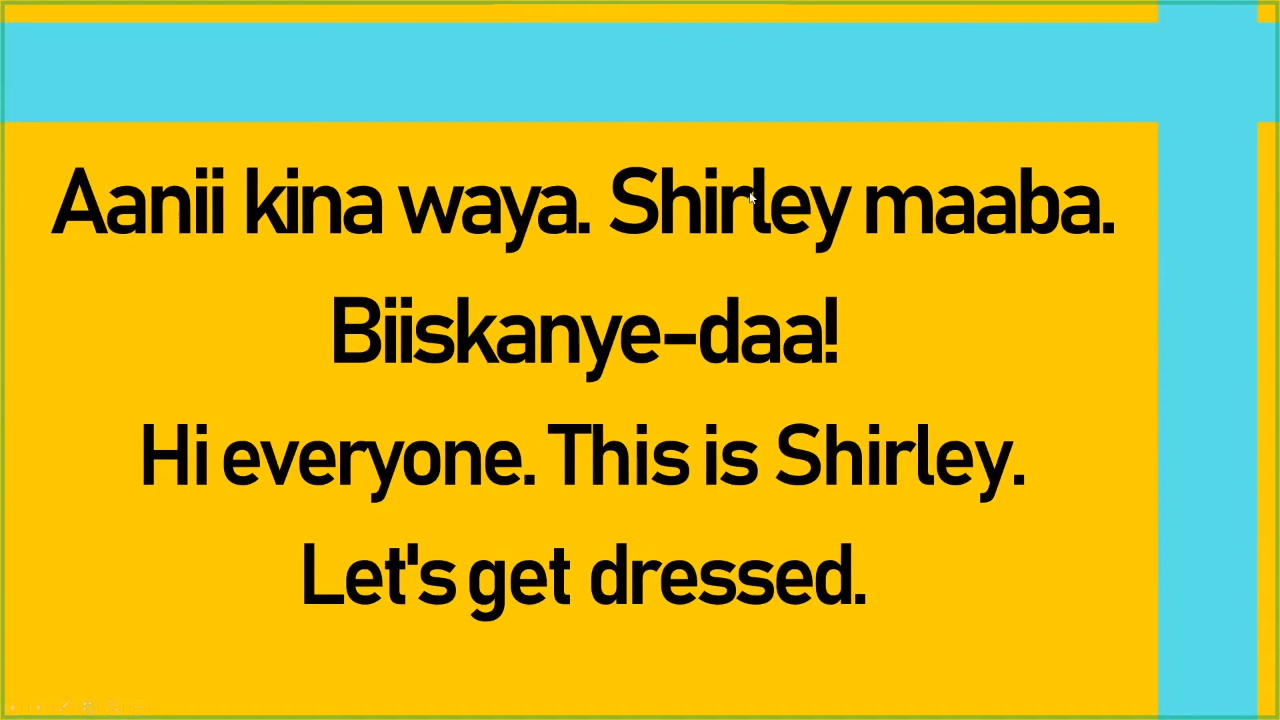 Aanii kina waya. Shirley maaba.
Biiskanye-daa!
Hi everyone. This is Shirley.
Let's get dressed.